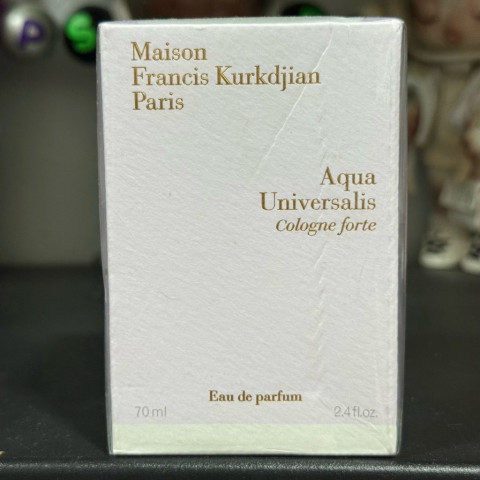 P S
Maison
Francis Kurkdjian
Paris
Aqua
Universalis
Cologne forte
Eau de parfum
70 ml 2.4 fl.oz.